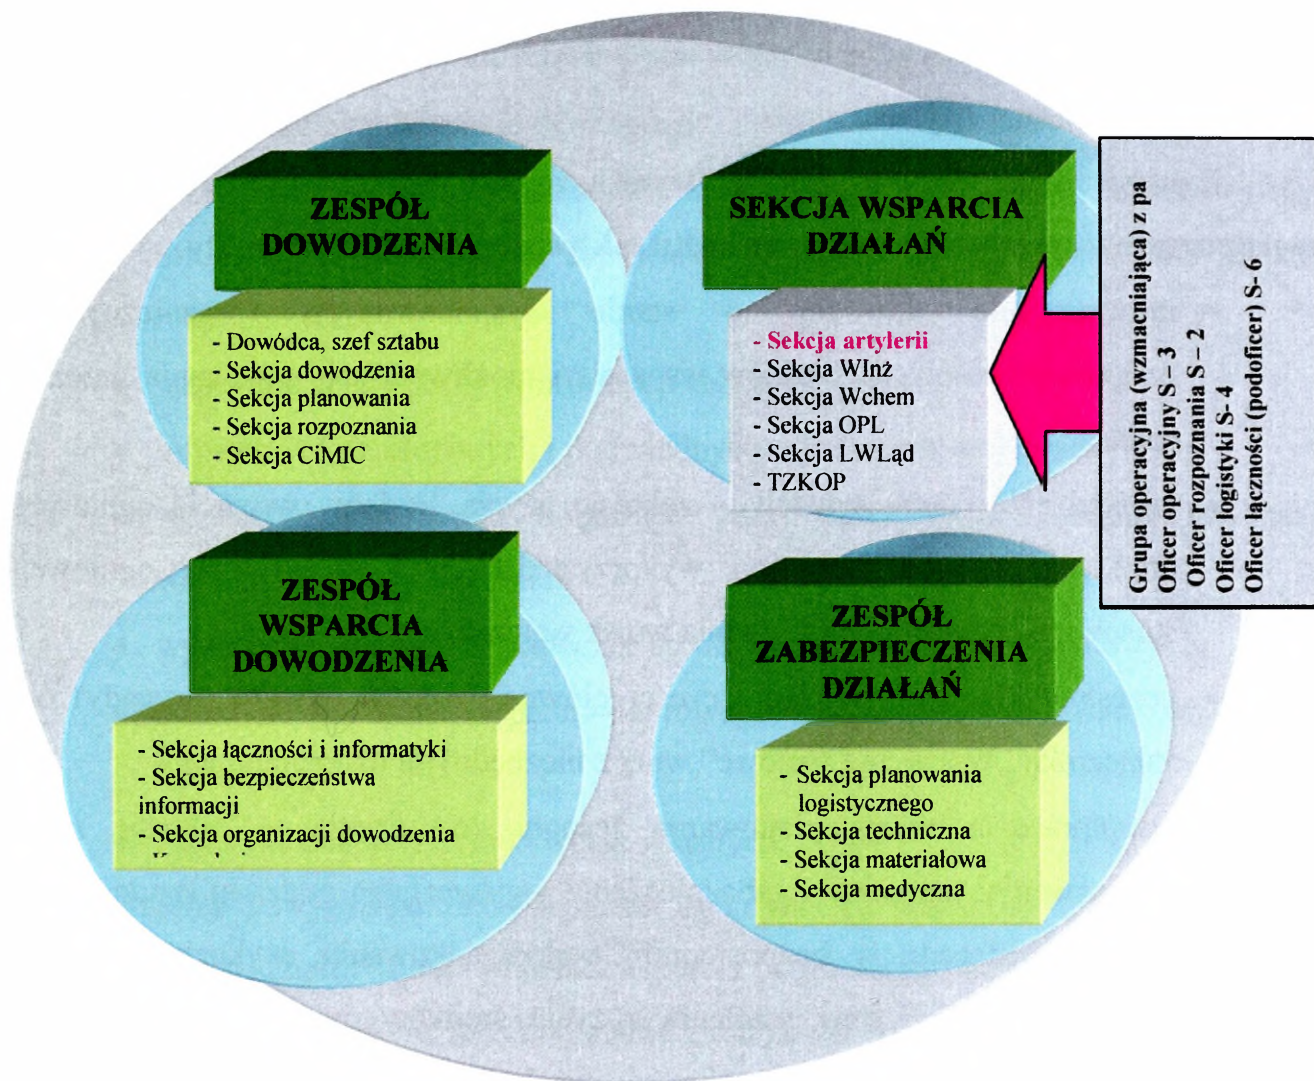 ZESPÓŁ
DOWODZENIA
- Dowódca, szef sztabu
- Sekcja dowodzenia
- Sekcja planowania
- Sekcja rozpoznania
- Sekcja CiMIC
SEKCJA WSPARCIA
DZIAŁAŃ
- Sekcja artylerii
- Sekcja WInż
- Sekcja Wchem
- Sekcja OPL
- Sekcja LWLąd
- TZKOP
Grupa operacyjna (wzmacniająca) z pa
Oficer operacyjny S – 3
Oficer rozpoznania S – 2
Oficer logistyki S- 4
Oficer łączności (podoficer) S- 6
ZESPÓŁ
WSPARCIA
DOWODZENIA
- Sekcja łączności i informatyki
- Sekcja bezpieczeństwa
informacji
- Sekcja organizacji dowodzenia
ZESPÓŁ
ZABEZPIECZENIA
DZIAŁAŃ
- Sekcja planowania
logistycznego
- Sekcja techniczna
- Sekcja materiałowa
- Sekcja medyczna